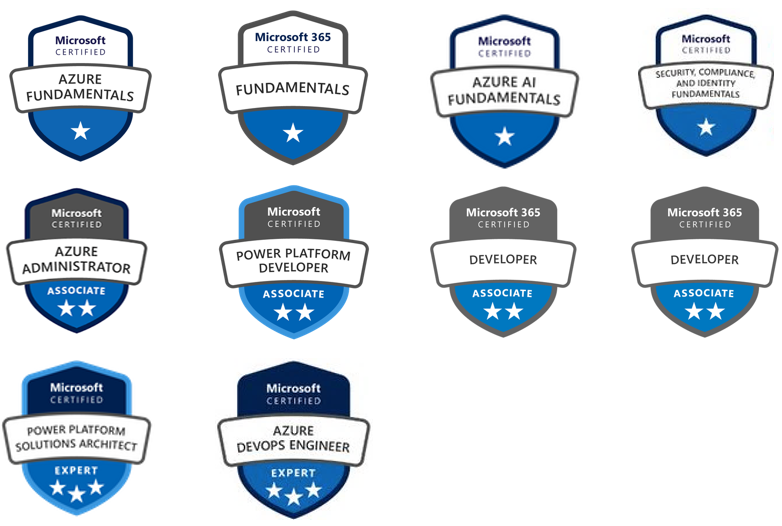 Microsoft
CERTIFIED
AZURE
FUNDAMENTALS
Microsoft 365
CERTIFIED
FUNDAMENTALS
Microsoft
CERTIFIED
AZURE AI
FUNDAMENTALS
Microsoft
CERTIFIED
SECURITY, COMPLIANCE,
AND IDENTITY
FUNDAMENTALS
Microsoft
CERTIFIED
AZURE
ADMINISTRATOR
ASSOCIATE
Microsoft
CERTIFIED
POWER PLATFORM
DEVELOPER
ASSOCIATE
Microsoft 365
CERTIFIED
DEVELOPER
ASSOCIATE
Microsoft 365
CERTIFIED
DEVELOPER
ASSOCIATE
Microsoft
CERTIFIED
POWER PLATFORM
SOLUTIONS ARCHITECT
EXPERT
Microsoft
CERTIFIED
AZURE
DEVOPS ENGINEER
EXPERT